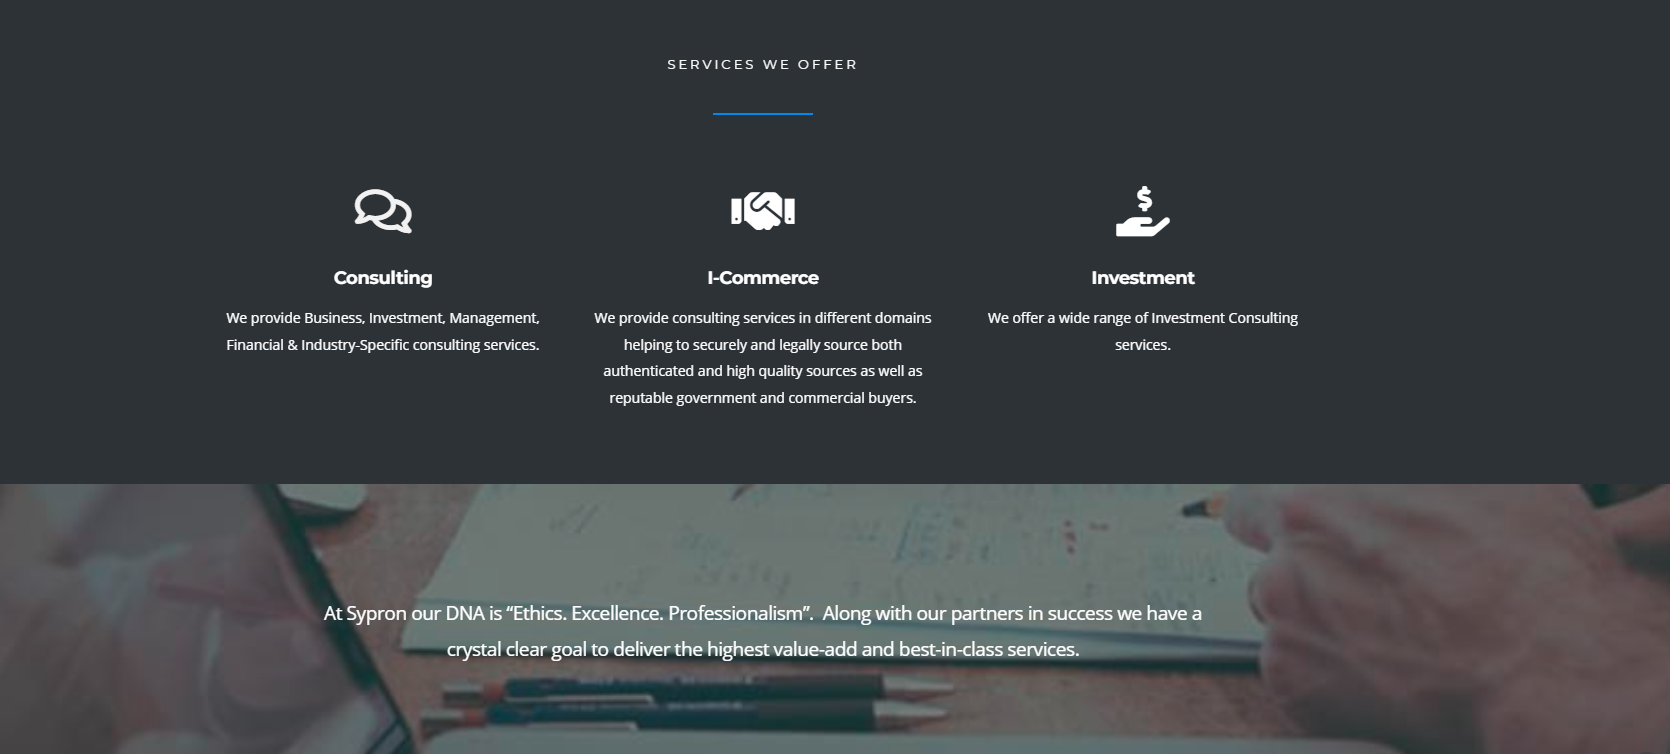 SERVICES WE OFFER
Consulting
We provide Business, Investment, Management,
Financial & Industry-Specific consulting services.
I-Commerce
We provide consulting services in different domains
helping to securely and legally source both
authenticated and high quality sources as well as
reputable government and commercial buyers.
Investment
We offer a wide range of Investment Consulting
services.
At Sypron our DNA is “Ethics. Excellence. Professionalism”.  Along with our partners in success we have a
crystal clear goal to deliver the highest value-add and best-in-class services.